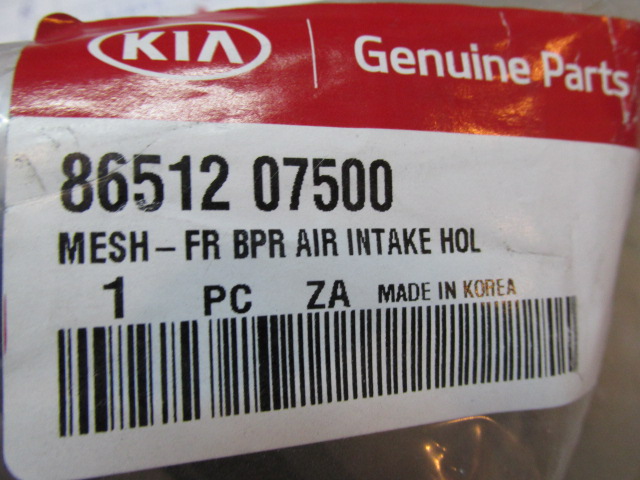 KIA Genuine Parts
86512 07500
MESH-FR BPR AIR INTAKE HOL
1 PC ZA MADE IN KOREA